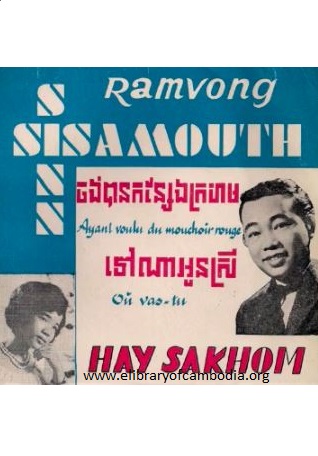 Ramvong
SINN
SISAMOUTH
ចង់បានកន្សែងក្រហម
Ayant voulu du mouchoir rouge
ទៅណាអូនស្រី
Où vas-tu
HAY SAKHOM
www.elibraryofcambodia.org